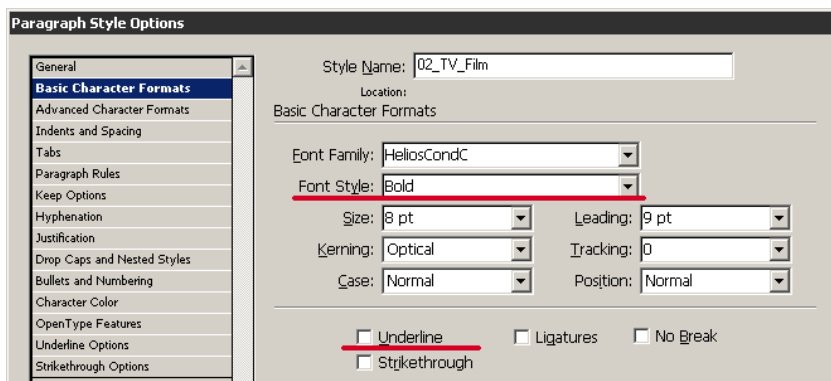 Paragraph Style Options
General
Basic Character Formats
Advanced Character Formats
Indents and Spacing
Tabs
Paragraph Rules
Keep Options
Hyphenation
Justification
Drop Caps and Nested Styles
Bullets and Numbering
Character Color
OpenType Features
Underline Options
Strikethrough Options
Style Name: 02_TV_Film
Location:
Basic Character Formats
Font Family: HeliosCondC
Font Style: Bold
Size: 8 pt Leading: 9 pt
Kerning: Optical Tracking: 0
Case: Normal Position: Normal
Underline Ligatures No Break
Strikethrough